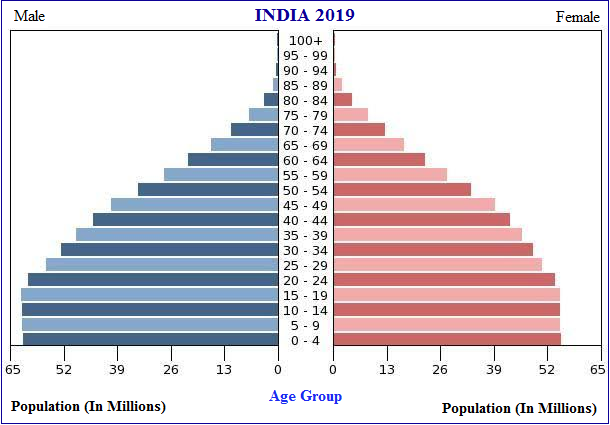 INDIA 2019
Male
Female
100+
95 - 99
90 - 94
85 - 89
80 - 84
75 - 79
70 - 74
65 - 69
60 - 64
55 - 59
50 - 54
45 - 49
40 - 44
35 - 39
30 - 34
25 - 29
20 - 24
15 - 19
10 - 14
5 - 9
0 - 4
65 52 39 26 13 0 0 13 26 39 52 65
Age Group
Population (In Millions) Population (In Millions)